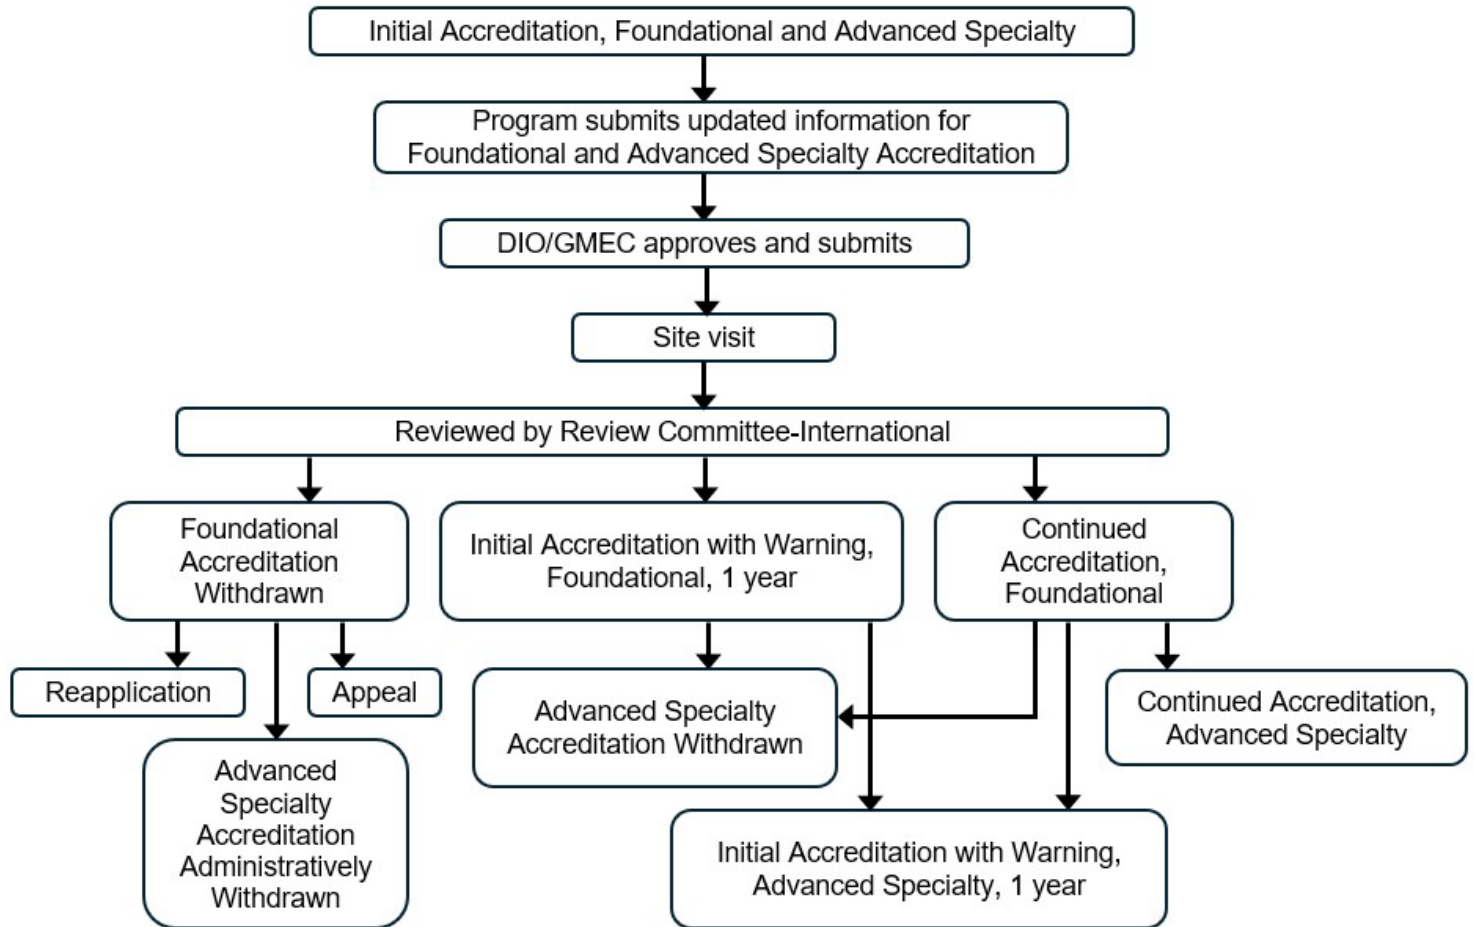 Initial Accreditation, Foundational and Advanced Specialty
Program submits updated information for
Foundational and Advanced Specialty Accreditation
DIO/GMEC approves and submits
Site visit
Reviewed by Review Committee-International
Foundational
Accreditation
Withdrawn
Initial Accreditation with Warning,
Foundational, 1 year
Continued
Accreditation,
Foundational
Reapplication
Appeal
Advanced Specialty
Accreditation Withdrawn
Continued Accreditation,
Advanced Specialty
Advanced
Specialty
Accreditation
Administratively
Withdrawn
Initial Accreditation with Warning,
Advanced Specialty, 1 year